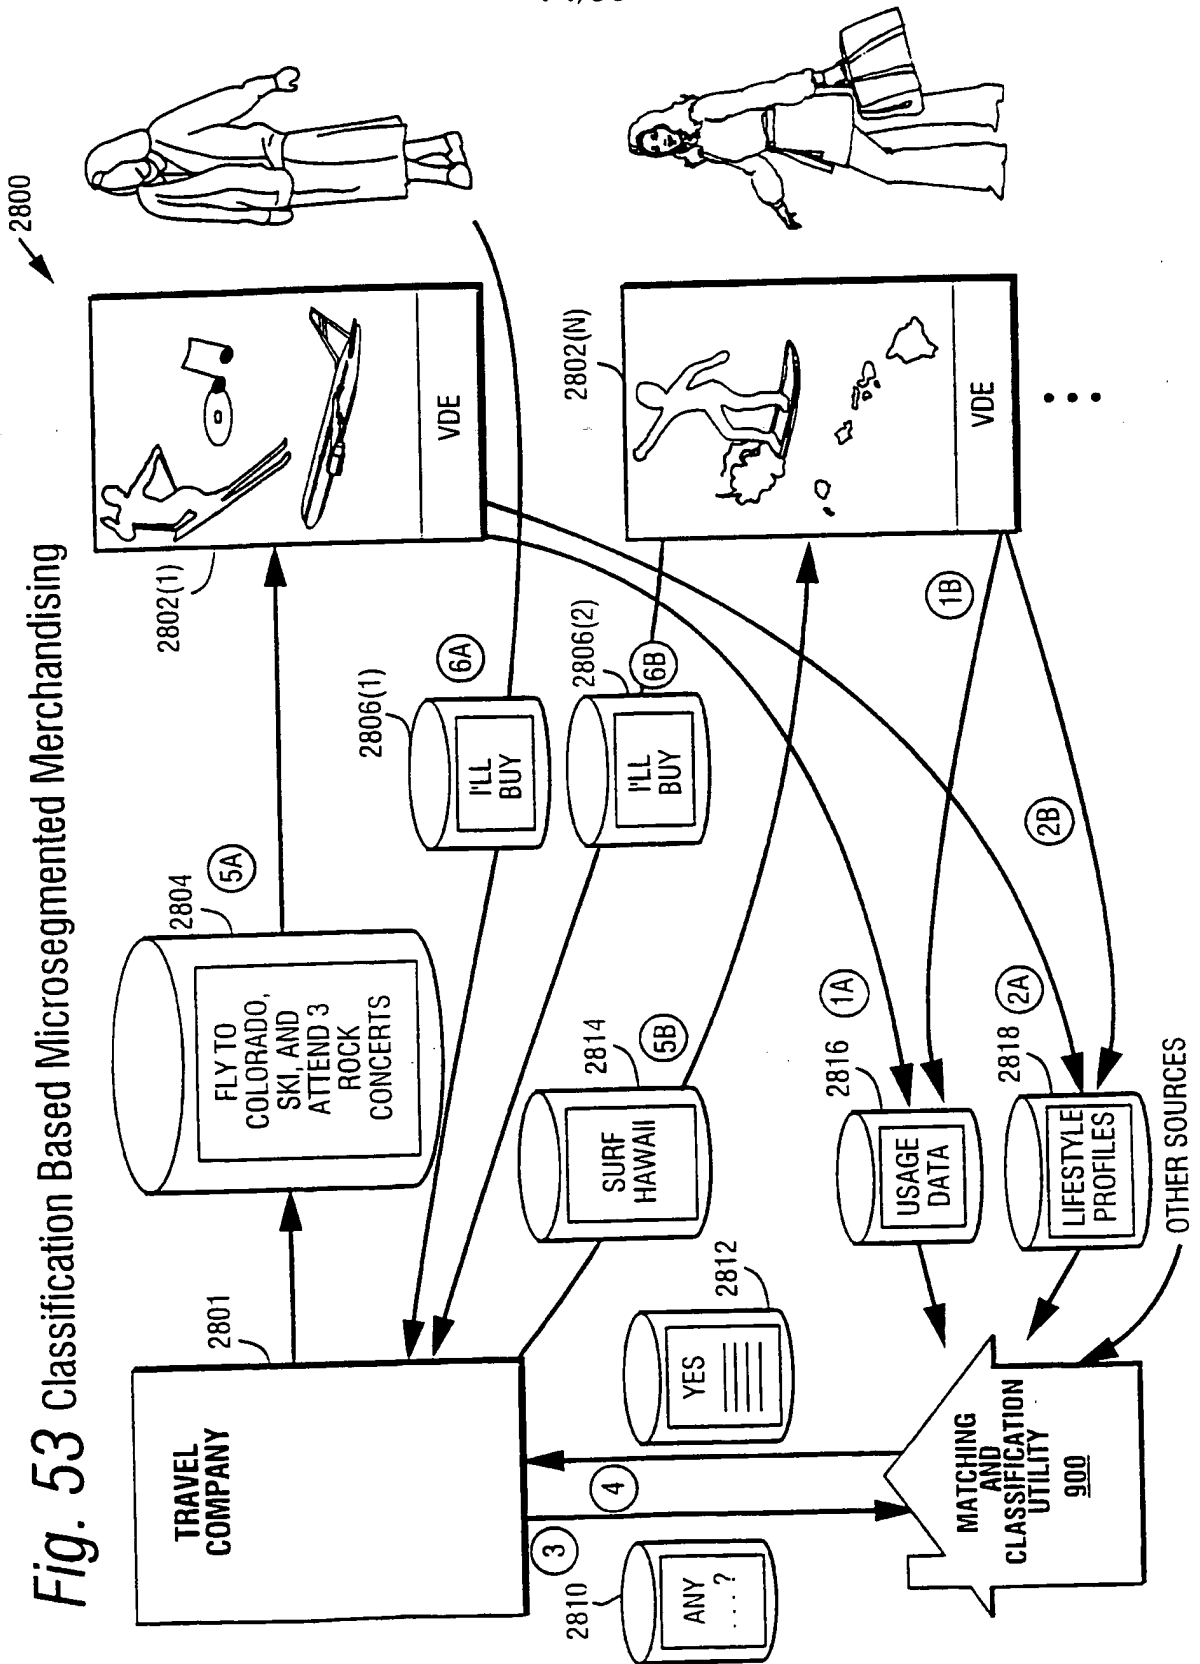 Fig. 53 Classification Based Microsegmented Merchandising
2800
TRAVEL
COMPANY
2801
FLY TO
COLORADO,
SKI, AND
ATTEND 3
ROCK
CONCERTS
2804
5A
2802(1)
VDE
I'LL
BUY
2806(1)
6A
I'LL
BUY
2806(2)
6B
2802(N)
VDE
SURF
HAWAII
2814
5B
ANY
....?
2810
3
4
YES
2812
USAGE
DATA
2816
1A
1B
LIFESTYLE
PROFILES
2818
2A
2B
MATCHING
AND
CLASSIFICATION
UTILITY
900
OTHER SOURCES